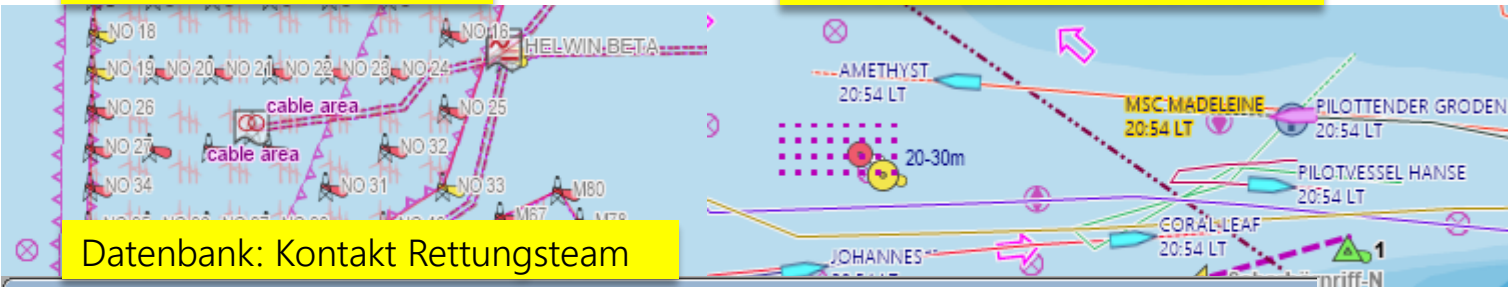 NO 18
NO 16
HELWIN BETA
NO 19
NO 20
NO 21
NO 22
NO 23
NO 24
NO 26
cable area
NO 25
NO 27
cable area
NO 32
NO 34
NO 31
NO 33
M80
M67
M78
Datenbank: Kontakt Rettungsteam
AMETHYST
20:54 LT
MSC MADELEINE
20:54 LT
PILOTTENDER GRODEN
20:54 LT
20-30m
PILOTVESSEL HANSE
20:54 LT
CORAL LEAF
20:54 LT
JOHANNES
1